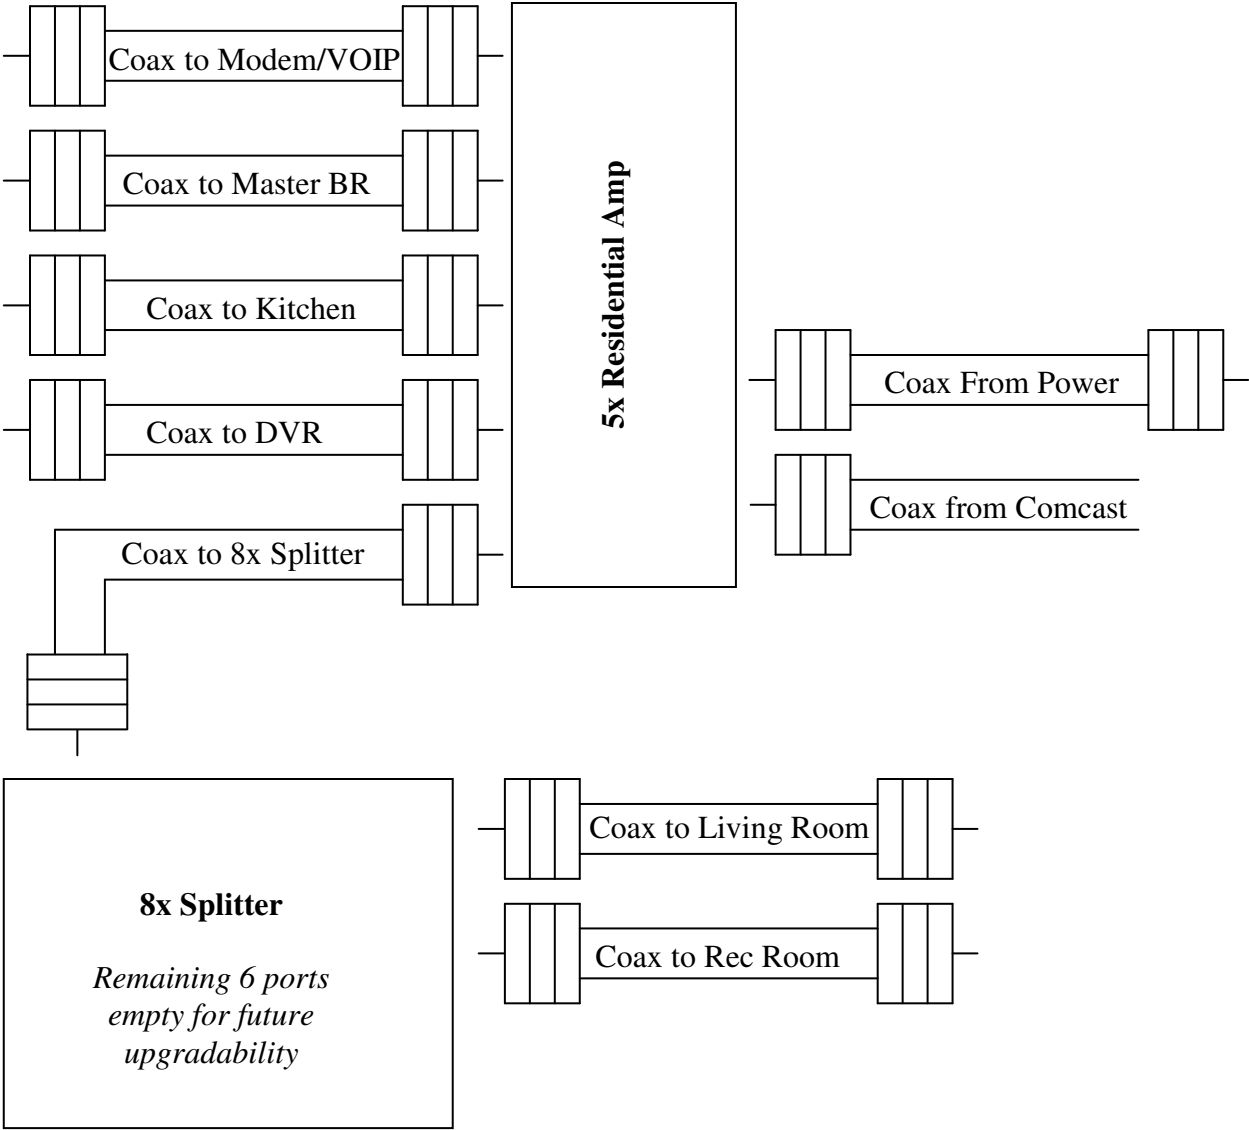 Coax to Modem/VOIP
Coax to Master BR
Coax to Kitchen
Coax to DVR
Coax to 8x Splitter
5x Residential Amp
Coax From Power
Coax from Comcast
8x Splitter
Remaining 6 ports
empty for future
upgradability
Coax to Living Room
Coax to Rec Room